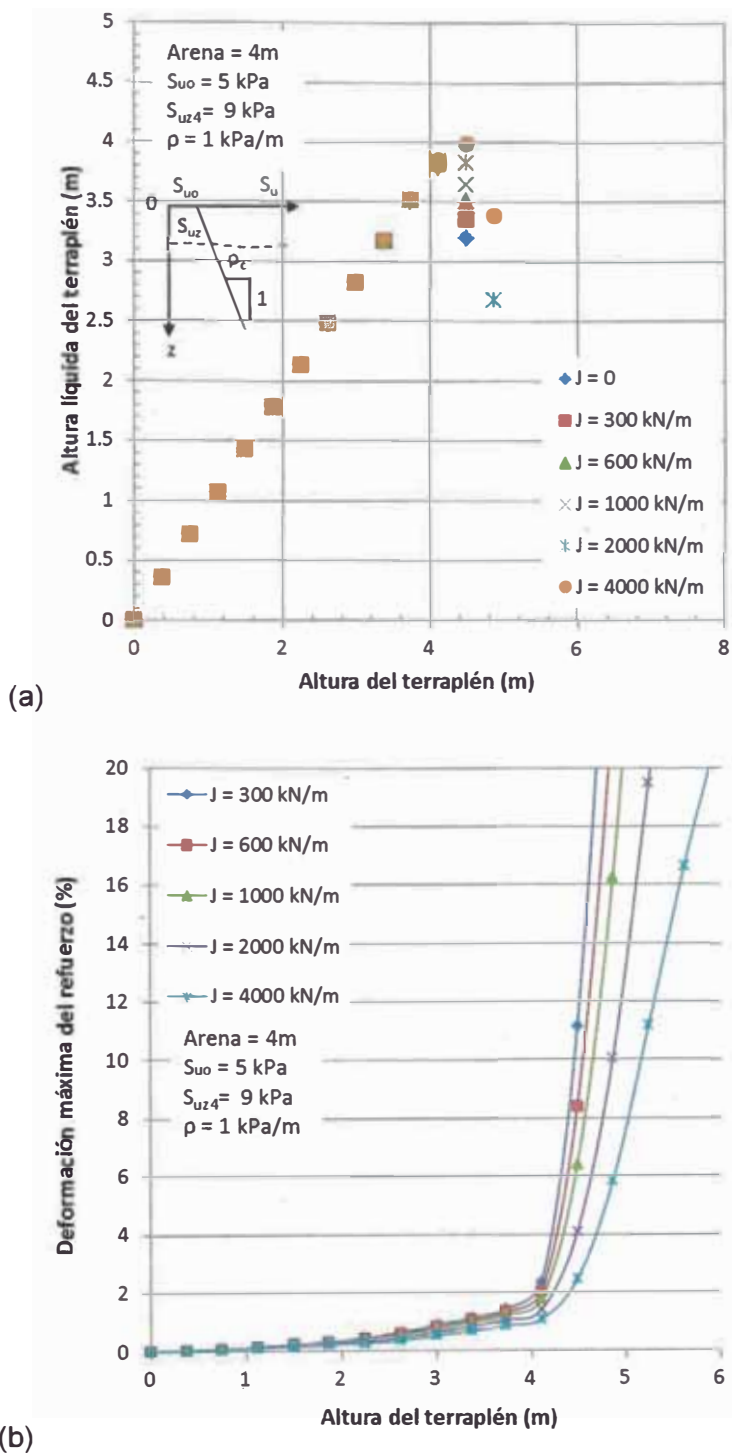 5
4.5
4
3.5
3
2.5
2
1.5
1
0.5
0
Altura líquida del terraplén (m)
Arena = 4m
Suo = 5 kPa
Suz4= 9 kPa
ρ = 1 kPa/m
0
Suo
Su
Suz
ρc
1
z
J = 0
J = 300 kN/m
J = 600 kN/m
J = 1000 kN/m
J = 2000 kN/m
J = 4000 kN/m
0 2 4 6 8
Altura del terraplén (m)
(a)
20
18
16
14
12
10
8
6
4
2
0
Deformación máxima del refuerzo (%)
J = 300 kN/m
J = 600 kN/m
J = 1000 kN/m
J = 2000 kN/m
J = 4000 kN/m
Arena = 4m
Suo = 5 kPa
Suz4= 9 kPa
ρ = 1 kPa/m
0 1 2 3 4 5 6
Altura del terraplén (m)
(b)